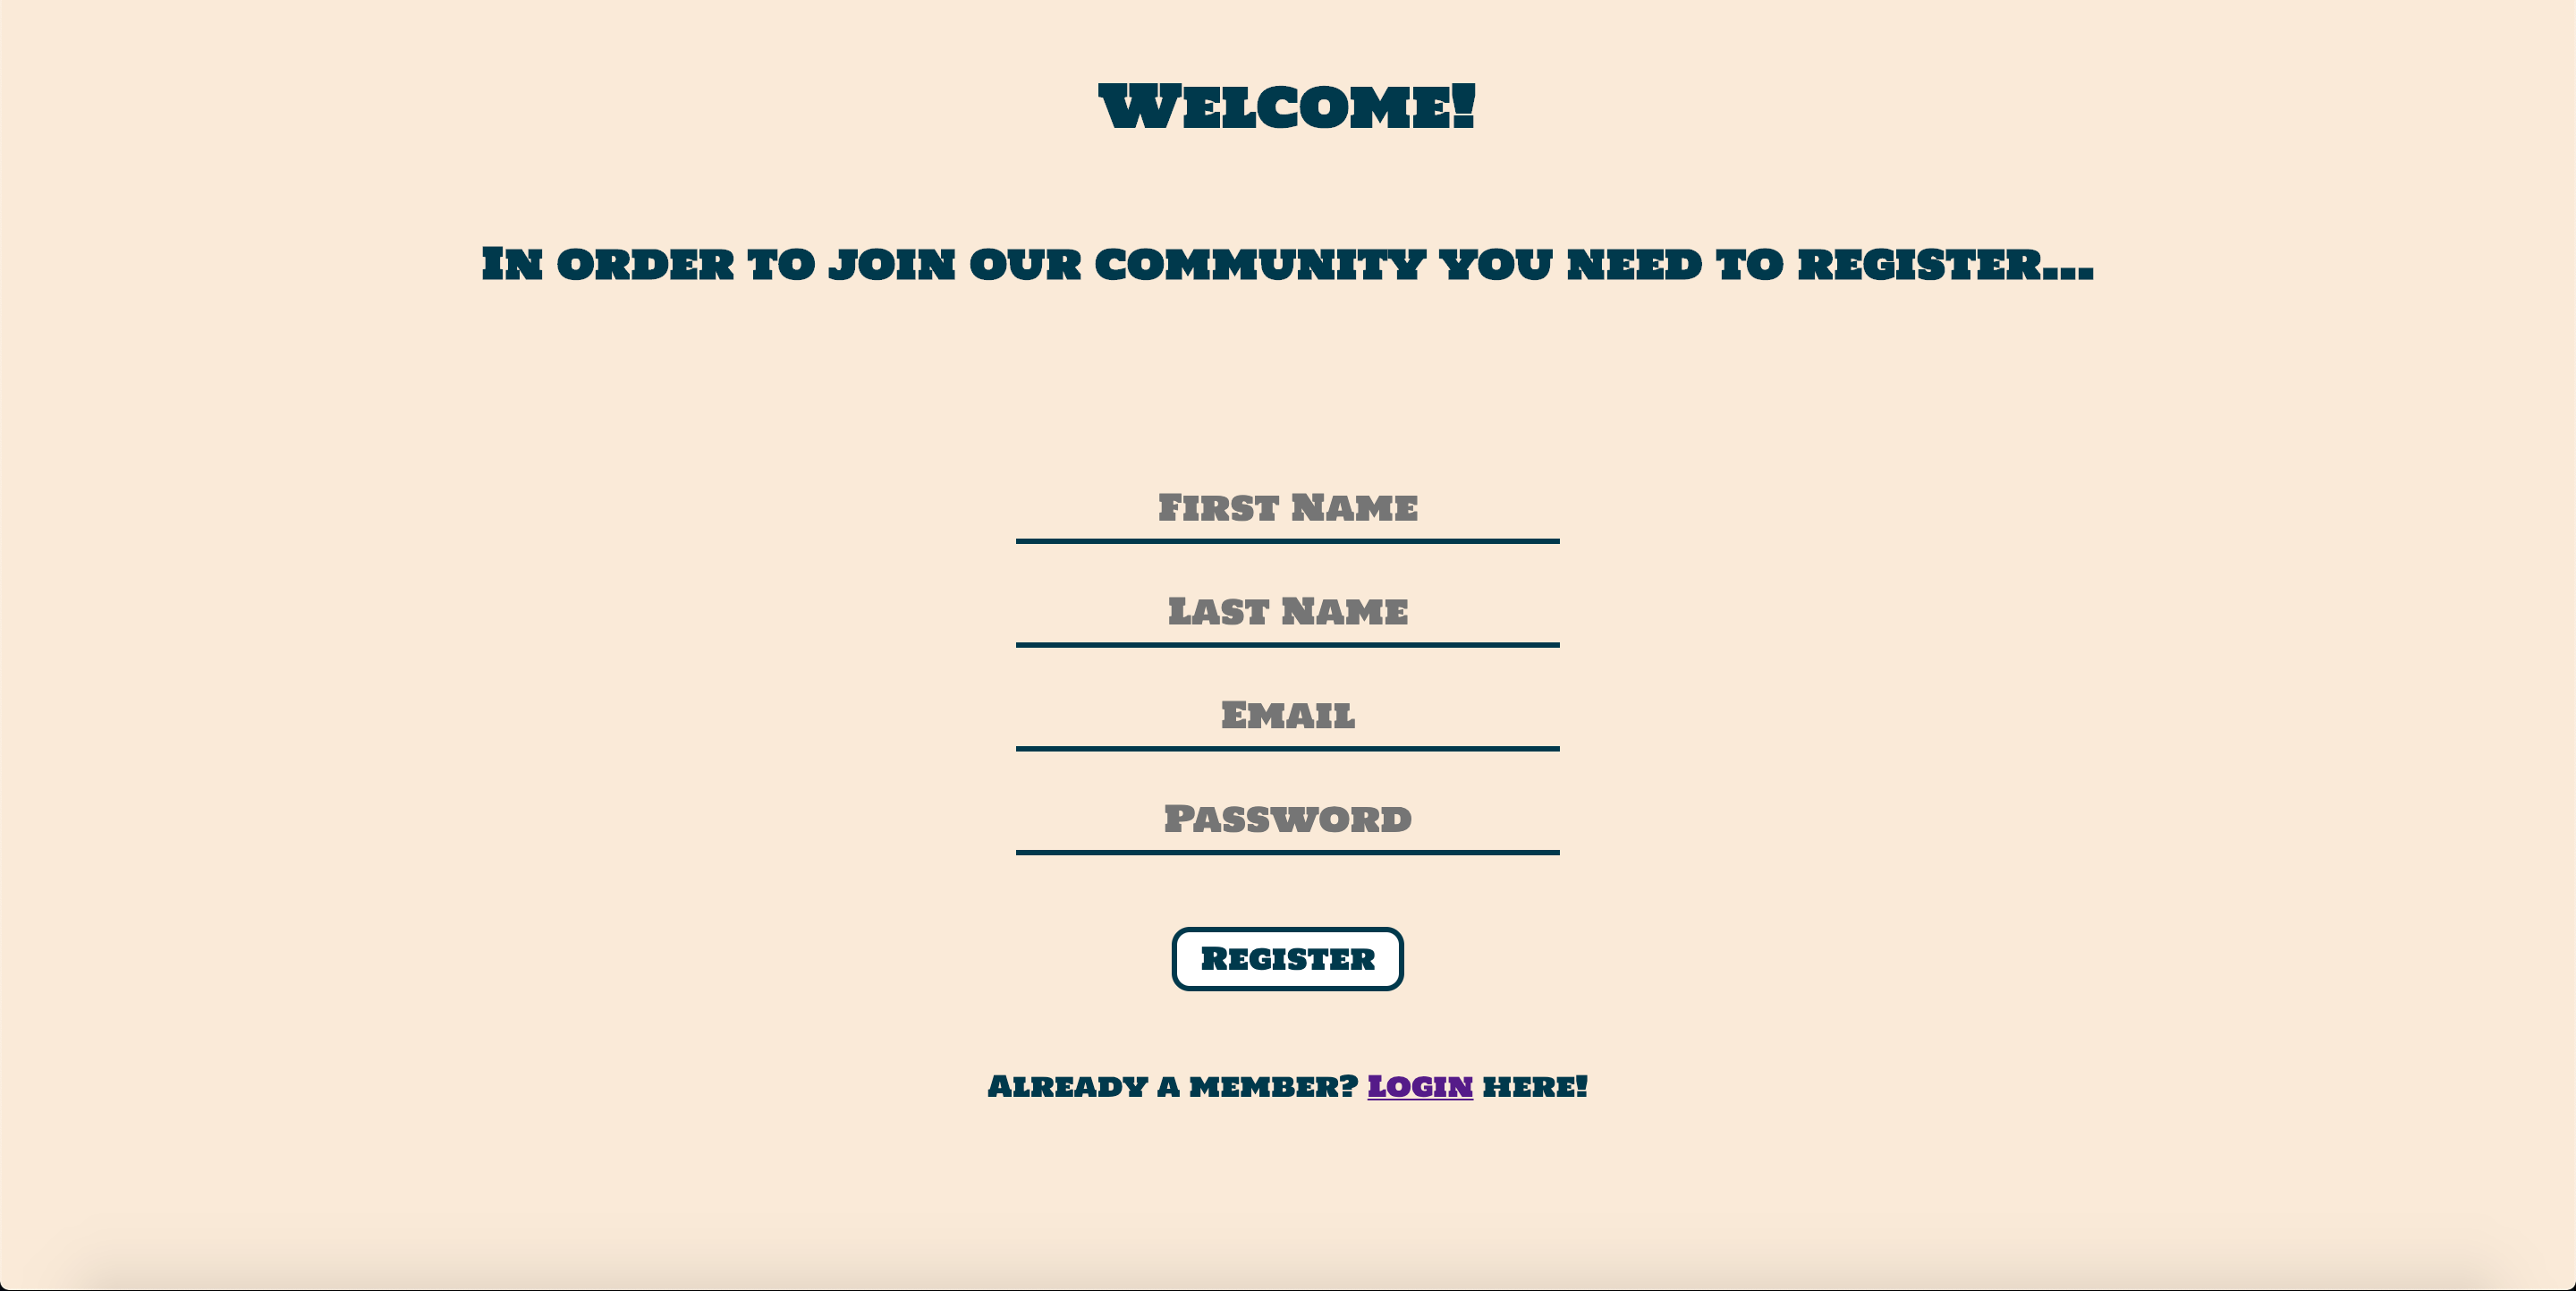 Welcome!
In order to join our community you need to register...
First Name
Last Name
Email
Password
Register
Already a member? Login here!